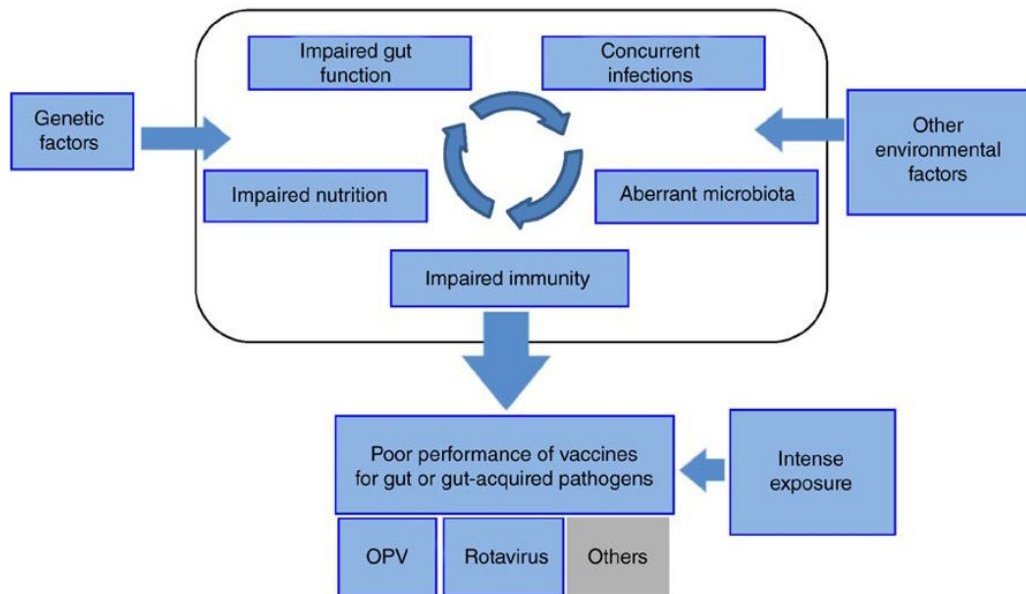 Impaired gut
function
Concurrent
infections
Genetic
factors
Other
environmental
factors
Impaired nutrition
Aberrant microbiota
Impaired immunity
Poor performance of vaccines
for gut or gut-acquired pathogens
Intense
exposure
OPV
Rotavirus
Others